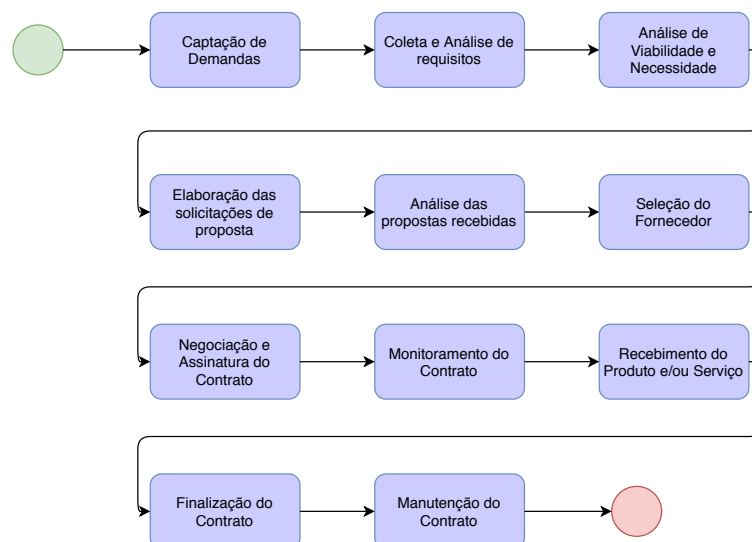 Captação de
Demandas
Coleta e Análise de
requisitos
Análise de
Viabilidade e
Necessidade
Elaboração das
solicitações de
proposta
Análise das
propostas recebidas
Seleção do
Fornecedor
Negociação e
Assinatura do
Contrato
Monitoramento do
Contrato
Recebimento do
Produto e/ou Serviço
Finalização do
Contrato
Manutenção do
Contrato